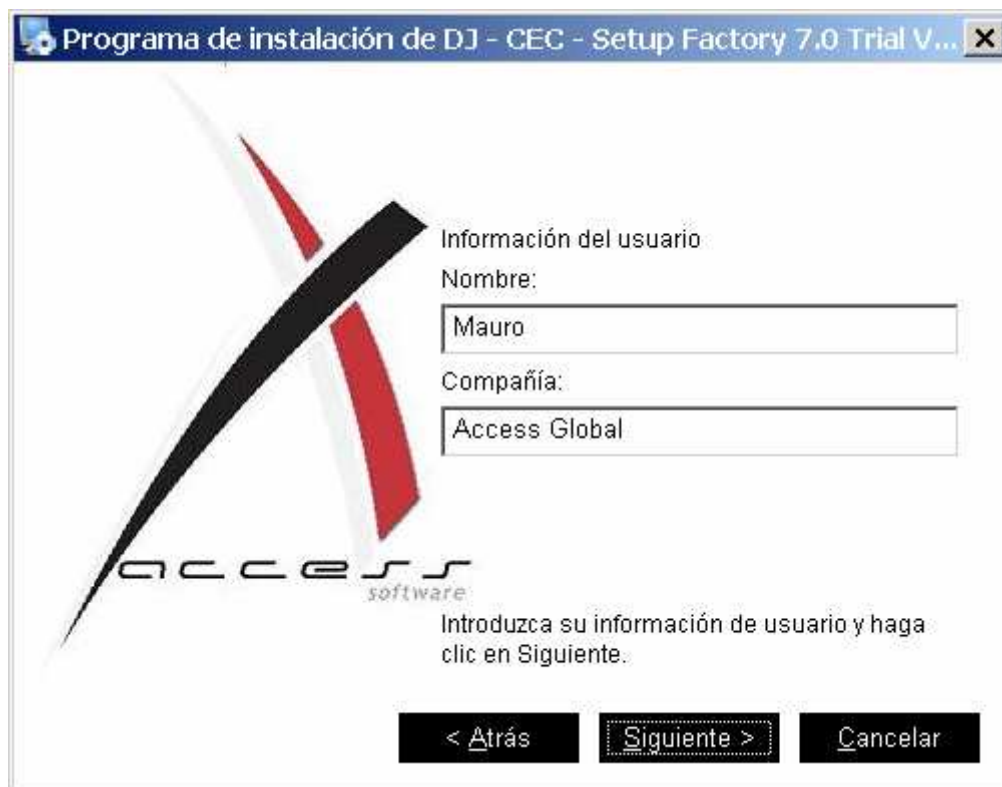 Programa de instalación de DJ - CEC - Setup Factory 7.0 Trial V...
Información del usuario
Nombre:
Mauro
Compañía:
Access Global
access
software
Introduzca su información de usuario y haga
clic en Siguiente.
< Atrás
Siguiente >
Cancelar